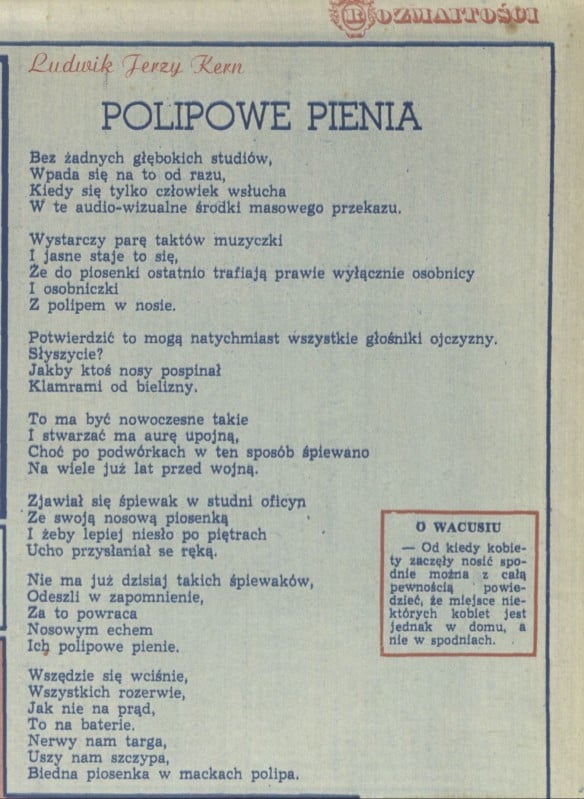 ROZMAITOŚCI
Ludwik Jerzy Kern
POLIPOWE PIENIA
Bez żadnych głębokich studiów,
Wpada się na to od razu,
Kiedy się tylko człowiek wsłucha
W te audio-wizualne środki masowego przekazu.
Wystarczy parę taktów muzyczki
I jasne staje to się,
Że do piosenki ostatnio trafiają prawie wyłącznie osobnicy
I osobniczki
Z polipem w nosie.
Potwierdzić to mogą natychmiast wszystkie głośniki ojczyzny.
Słyszycie?
Jakby ktoś nosy pospinał
Klamrami od bielizny.
To ma być nowoczesne takie
I stwarzać ma aurę upojną,
Choć po podwórkach w ten sposób śpiewano
Na wiele już lat przed wojną.
Zjawiał się śpiewak w studni oficyn
Ze swoją nosową piosenką
I żeby lepiej niesło po piętrach
Ucho przysłaniał se ręką.
Nie ma już dzisiaj takich śpiewaków,
Odeszli w zapomnienie,
Za to powraca
Nosowym echem
Ich polipowe pienie.
Wszędzie się wciśnie,
Wszystkich rozerwie,
Jak nie na prąd,
To na baterie.
Nerwy nam targa,
Uszy nam szczypa,
Biedna piosenka w mackach polipa.
O WACUSIU
— Od kiedy kobie-
ty zaczęły nosić spo-
dnie można z całą
pewnością powie-
dzieć, że miejsce nie-
których kobiet jest
jednak w domu, a
nie w spodniach.